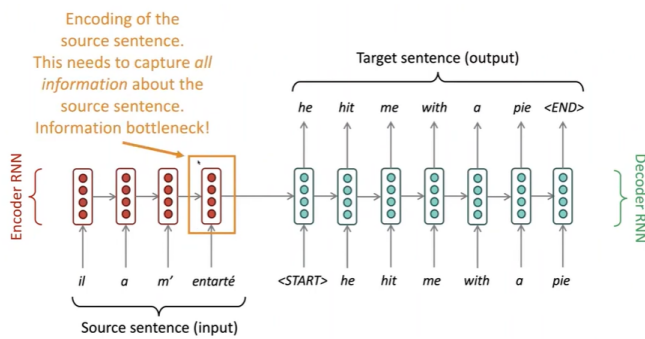 Encoding of the
source sentence.
This needs to capture all
information about the
source sentence.
Information bottleneck!
Target sentence (output)
he hit me with a pie <END>
Encoder RNN
Decoder RNN
il a m' entarté
<START> he hit me with a pie
Source sentence (input)